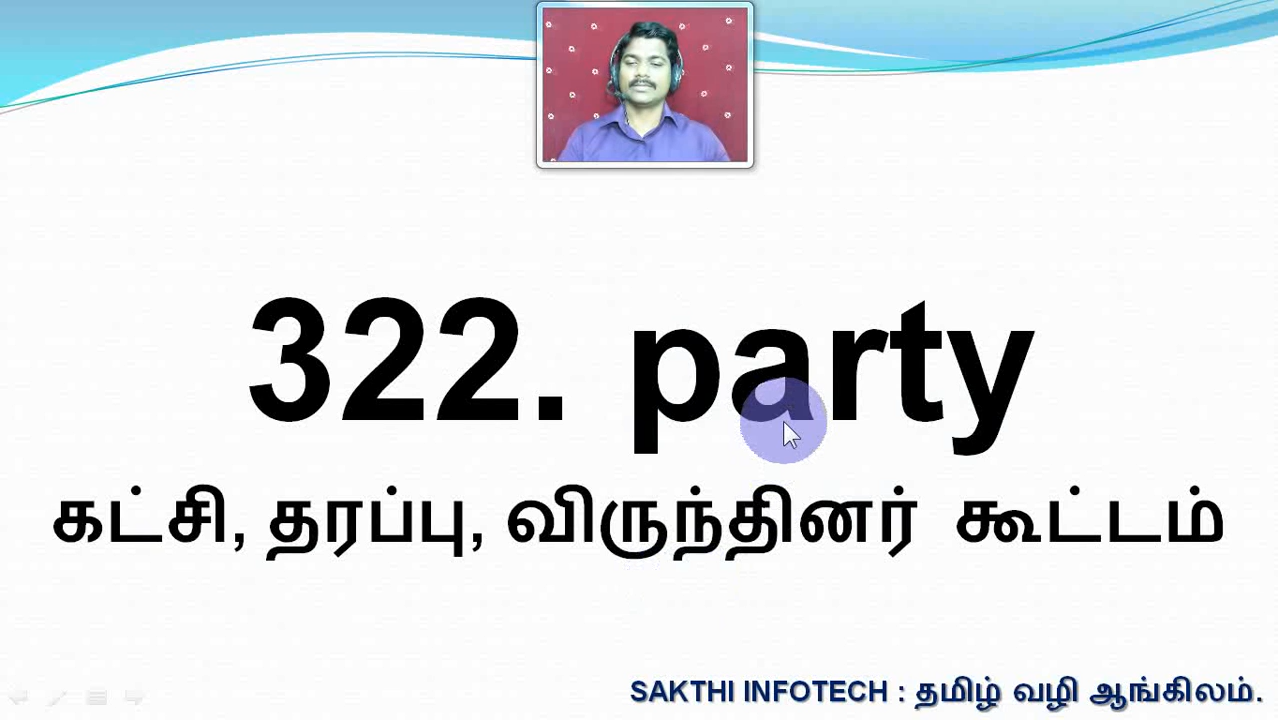 322. party
கட்சி, தரப்பு, விருந்தினர் கூட்டம்
SAKTHI INFOTECH : தமிழ் வழி ஆங்கிலம்.